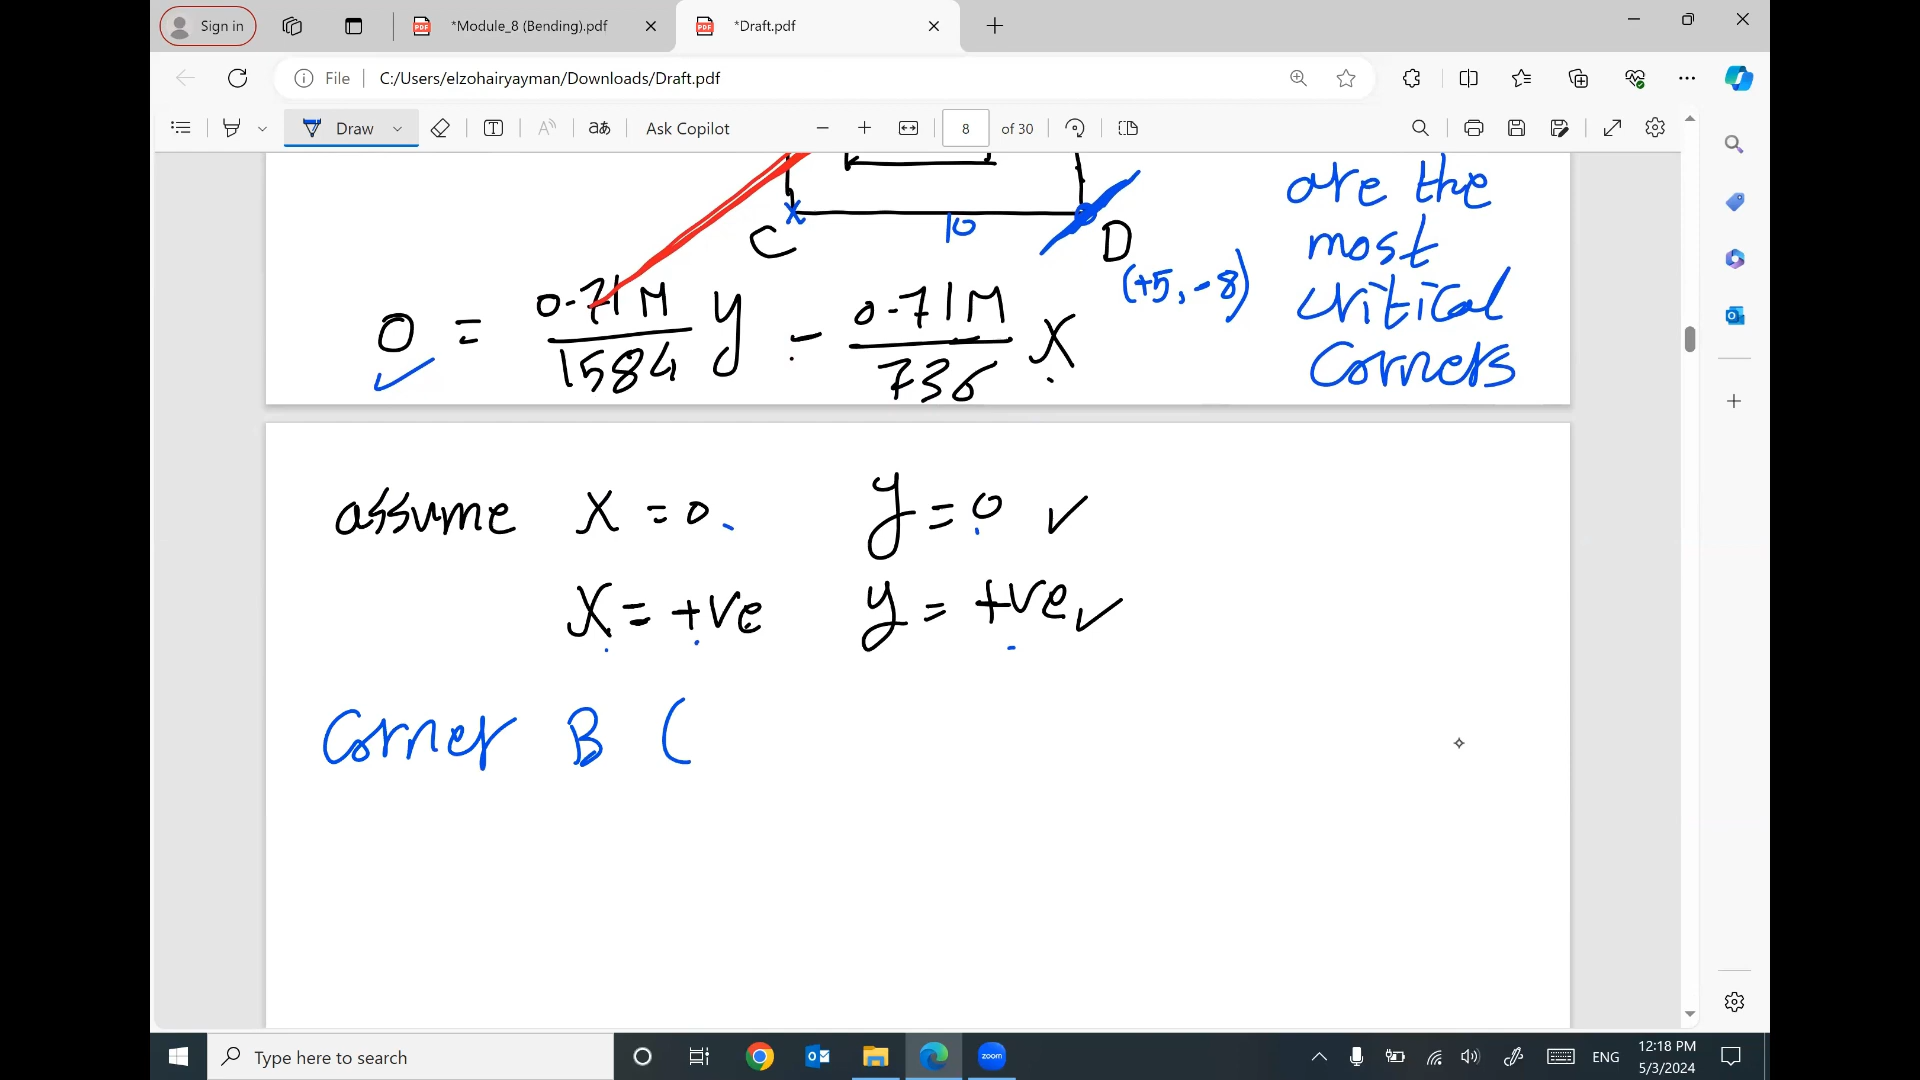 Sign in
*Module_8 (Bending).pdf
*Draft.pdf
File
C:/Users/elzohairyayman/Downloads/Draft.pdf
Draw
Ask Copilot
8
of 30
are the
most
critical
corners
C
10
D
(+5, -8)
0 = 0.71M/1584 y - 0.71M/736 X
assume X = 0 y = 0 ✓
X = +ve y = +ve ✓
Corner B (
Type here to search
zoom
ENG
12:18 PM
5/3/2024